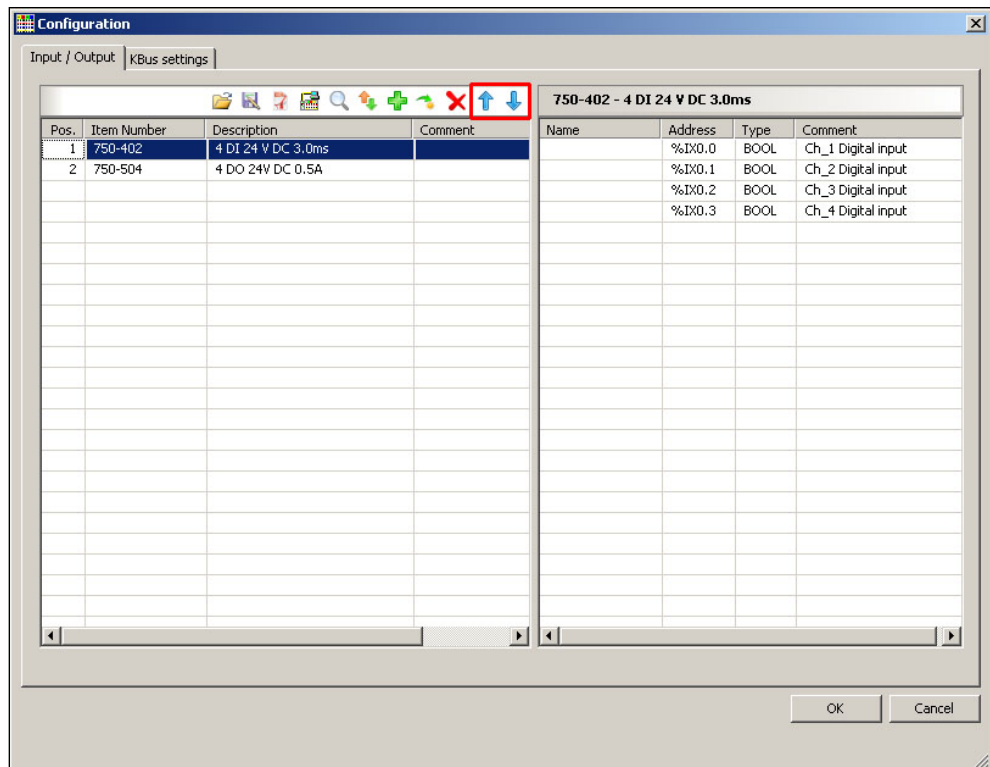 Configuration
Input / Output KBus settings
750-402 - 4 DI 24 V DC 3.0ms
Pos. Item Number Description Comment Name Address Type Comment
1 750-402 4 DI 24 V DC 3.0ms %IX0.0 BOOL Ch_1 Digital input
2 750-504 4 DO 24V DC 0.5A %IX0.1 BOOL Ch_2 Digital input
%IX0.2 BOOL Ch_3 Digital input
%IX0.3 BOOL Ch_4 Digital input
OK Cancel